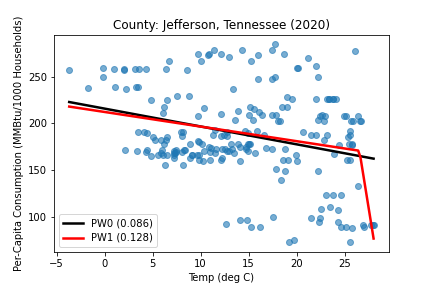 County: Jefferson, Tennessee (2020)
Per-Capita Consumption (MMBtu/1000 Households)
250
200
150
100
PW0 (0.086)
PW1 (0.128)
−5
0
5
10
15
20
25
Temp (deg C)